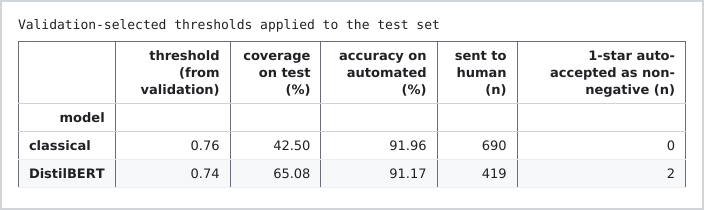 Validation-selected thresholds applied to the test set
threshold (from validation) coverage on test (%) accuracy on automated (%) sent to human (n) 1-star auto-accepted as non-negative (n)
model
classical 0.76 42.50 91.96 690 0
DistilBERT 0.74 65.08 91.17 419 2